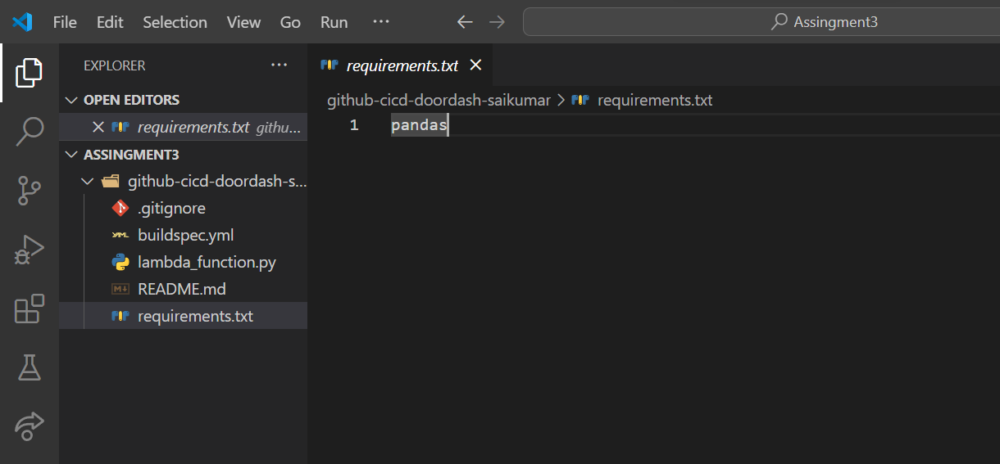 File Edit Selection View Go Run ··· ← → Assingment3
EXPLORER ···
requirements.txt
OPEN EDITORS
requirements.txt githu...
github-cicd-doordash-saikumar > requirements.txt
1 pandas
ASSINGMENT3
github-cicd-doordash-s...
.gitignore
buildspec.yml
lambda_function.py
README.md
requirements.txt